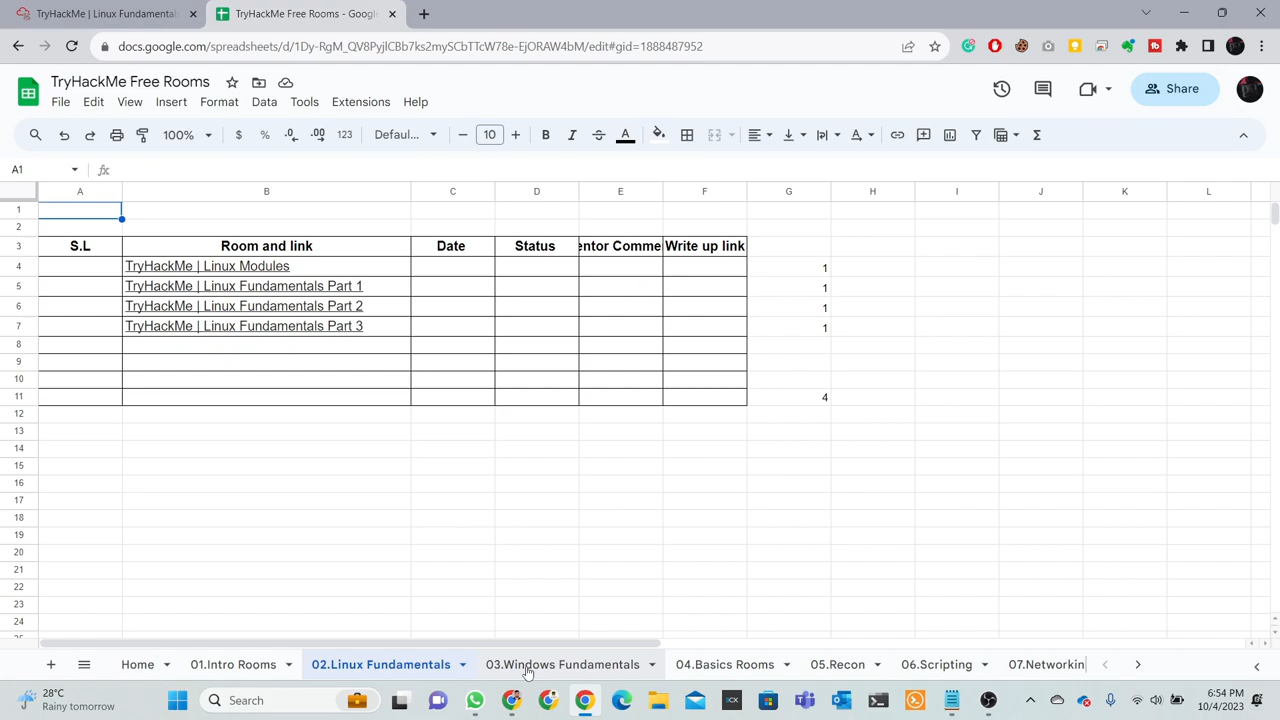 TryHackMe | Linux Fundamentals
TryHackMe Free Rooms - Google
docs.google.com/spreadsheets/d/1Dy-RgM_QV8PyjlCBb7ks2mySCbTTcW78e-EjORAW4bM/edit#gid=1888487952
TryHackMe Free Rooms
File Edit View Insert Format Data Tools Extensions Help
Share
100% $ % .0 .00 123 Defaul... 10 B I S A
A1 fx
A B C D E F G H I J K L
1
2
3 S.L Room and link Date Status entor Comme Write up link
4 TryHackMe | Linux Modules 1
5 TryHackMe | Linux Fundamentals Part 1 1
6 TryHackMe | Linux Fundamentals Part 2 1
7 TryHackMe | Linux Fundamentals Part 3 1
8
9
10
11 4
12
13
14
15
16
17
18
19
20
21
22
23
24
Home 01.Intro Rooms 02.Linux Fundamentals 03.Windows Fundamentals 04.Basics Rooms 05.Recon 06.Scripting 07.Networkin
28°C
Rainy tomorrow
Search
6:54 PM
10/4/2023